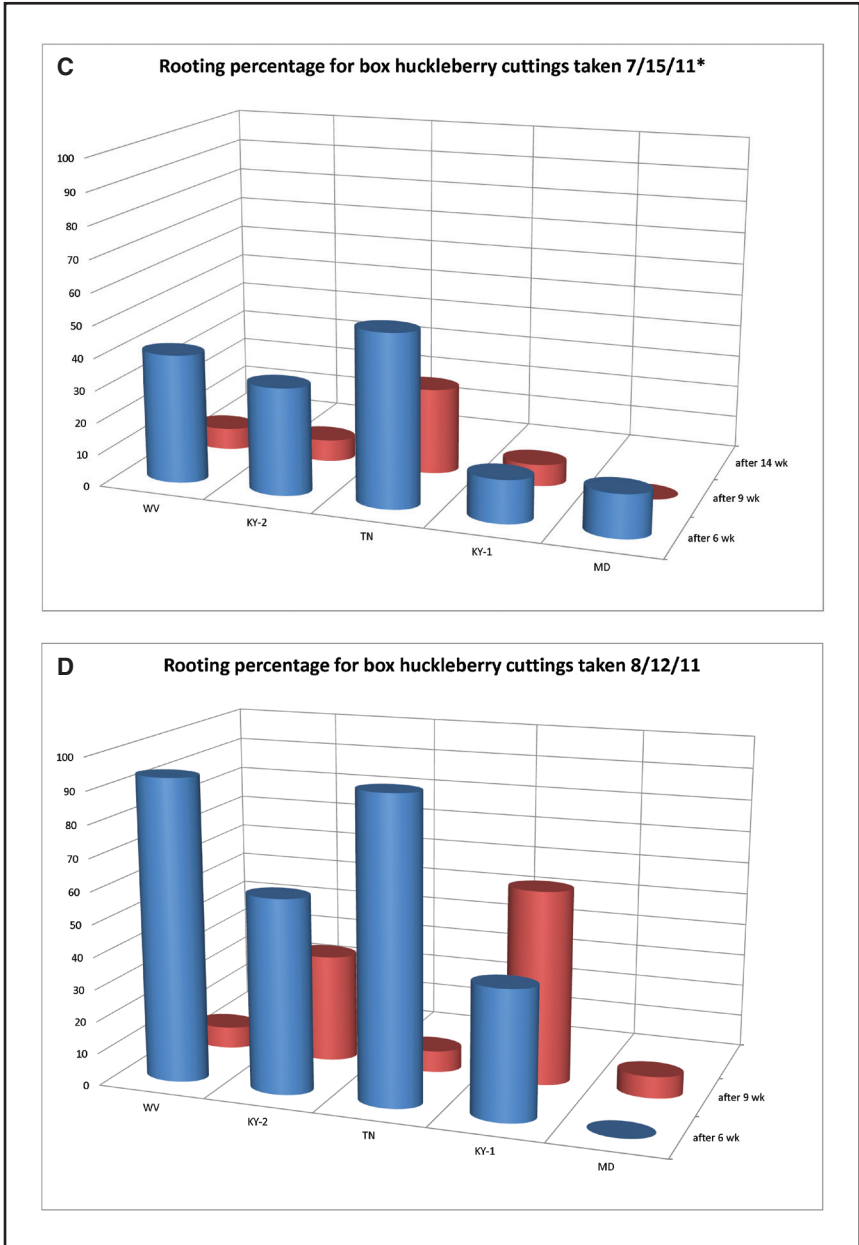 C
Rooting percentage for box huckleberry cuttings taken 7/15/11*
100
90
80
70
60
50
40
30
20
10
0
WV
KY-2
TN
KY-1
MD
after 14 wk
after 9 wk
after 6 wk
D
Rooting percentage for box huckleberry cuttings taken 8/12/11
100
90
80
70
60
50
40
30
20
10
0
WV
KY-2
TN
KY-1
MD
after 9 wk
after 6 wk